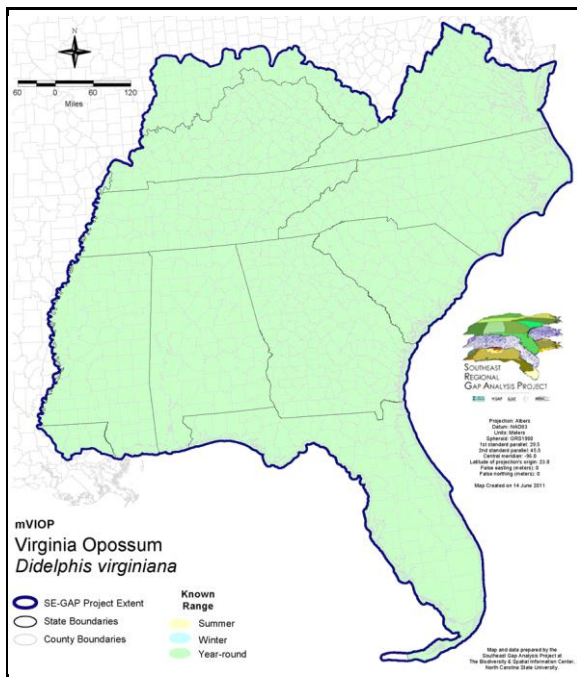 N
60 0 60 120
Miles
SOUTHEAST
REGIONAL
GAP ANALYSIS PROJECT
Projection: Albers
Datum: NAD83
Units: Meters
Spheroid: GRS1980
1st standard parallel: 29.5
2nd standard parallel: 45.5
Central meridian: -96.0
Latitude of projection's origin: 23.0
False easting (meters): 0
False northing (meters): 0
Map Created on 14 June 2011
mVIOP
Virginia Opossum
Didelphis virginiana
SE-GAP Project Extent
State Boundaries
County Boundaries
Known
Range
Summer
Winter
Year-round
Map and data prepared by the
Southeast Gap Analysis Project at
The Biodiversity & Spatial Information Center,
North Carolina State University.